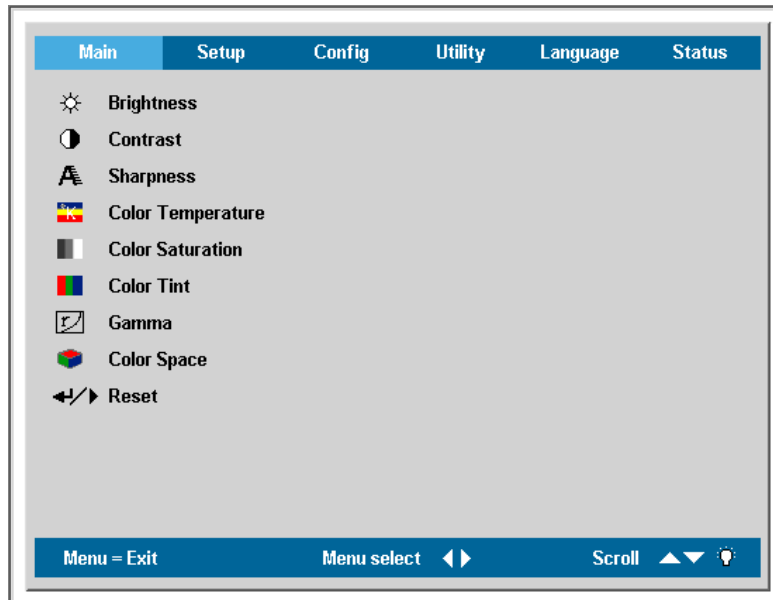 Main Setup Config Utility Language Status
Brightness
Contrast
Sharpness
Color Temperature
Color Saturation
Color Tint
Gamma
Color Space
Reset
Menu = Exit Menu select Scroll